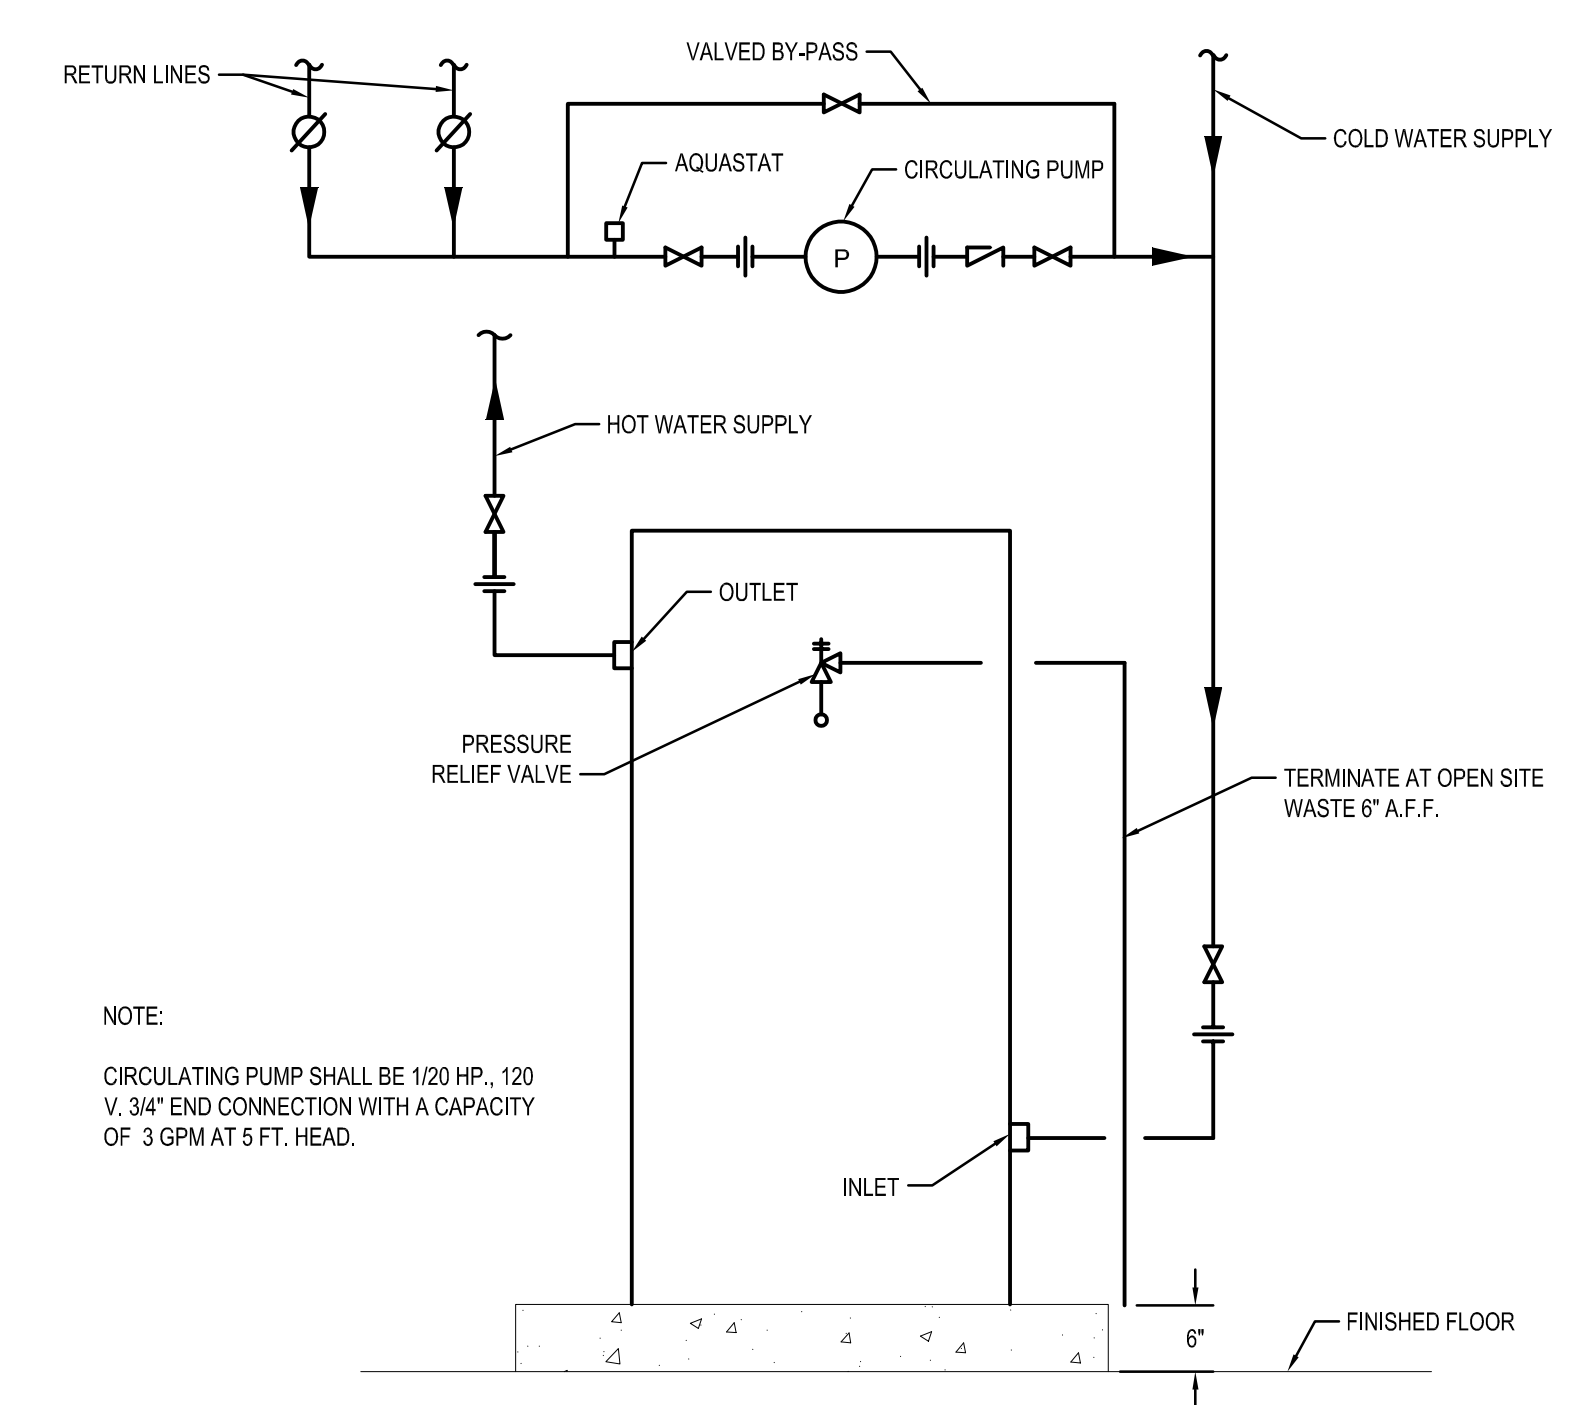 VALVED BY-PASS
RETURN LINES
COLD WATER SUPPLY
AQUASTAT
CIRCULATING PUMP
P
HOT WATER SUPPLY
OUTLET
PRESSURE
RELIEF VALVE
TERMINATE AT OPEN SITE
WASTE 6" A.F.F.
NOTE:
CIRCULATING PUMP SHALL BE 1/20 HP., 120
V. 3/4" END CONNECTION WITH A CAPACITY
OF 3 GPM AT 5 FT. HEAD.
INLET
6"
FINISHED FLOOR